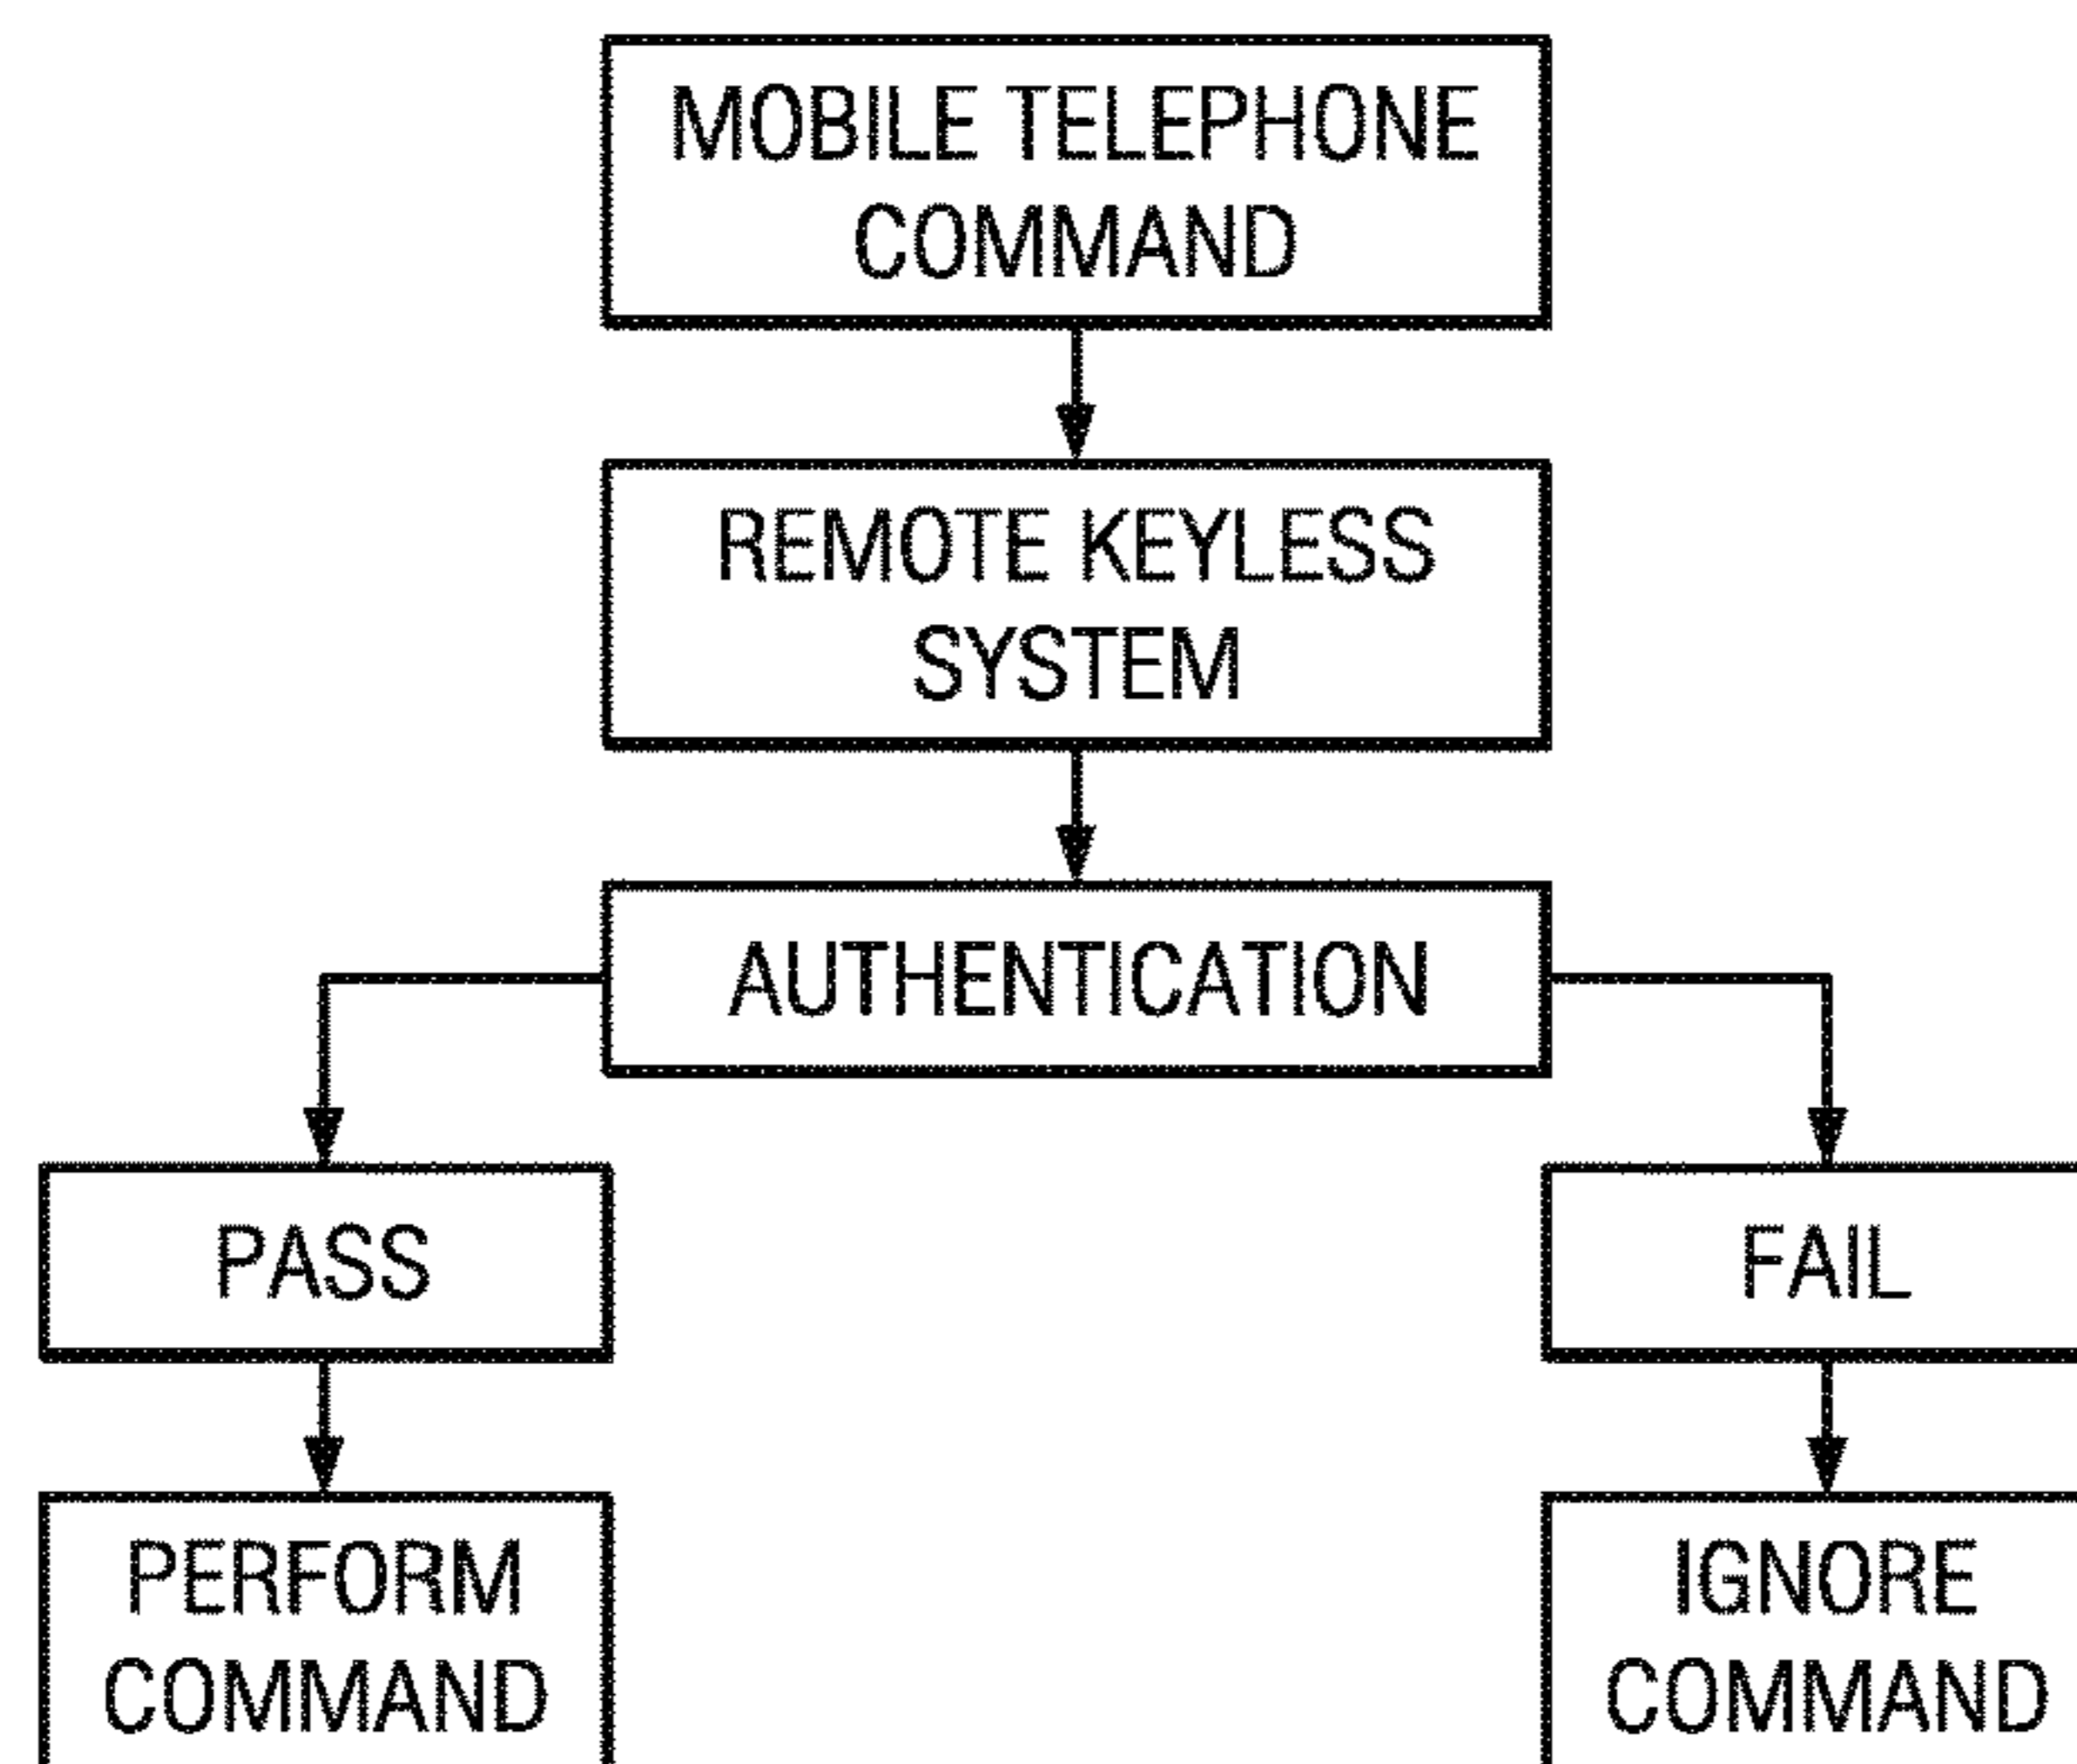 MOBILE TELEPHONE
COMMAND
REMOTE KEYLESS
SYSTEM
AUTHENTICATION
PASS
FAIL
PERFORM
COMMAND
IGNORE
COMMAND